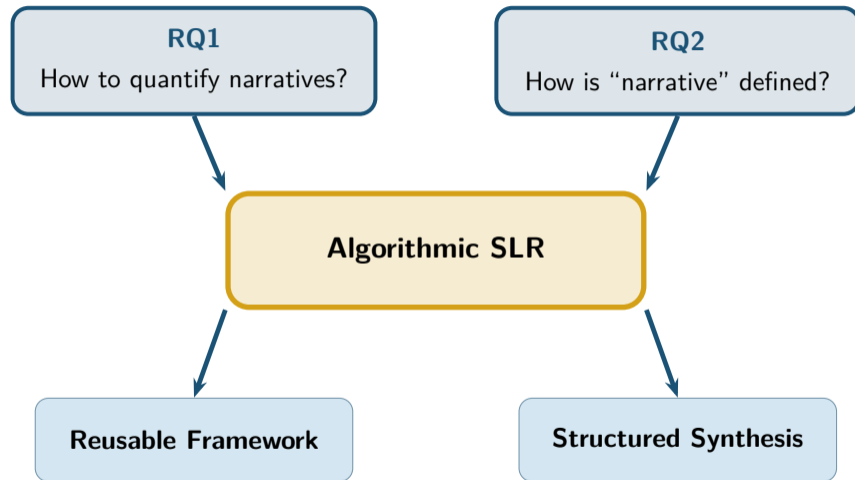 RQ1
How to quantify narratives?
RQ2
How is “narrative” defined?
Algorithmic SLR
Reusable Framework
Structured Synthesis